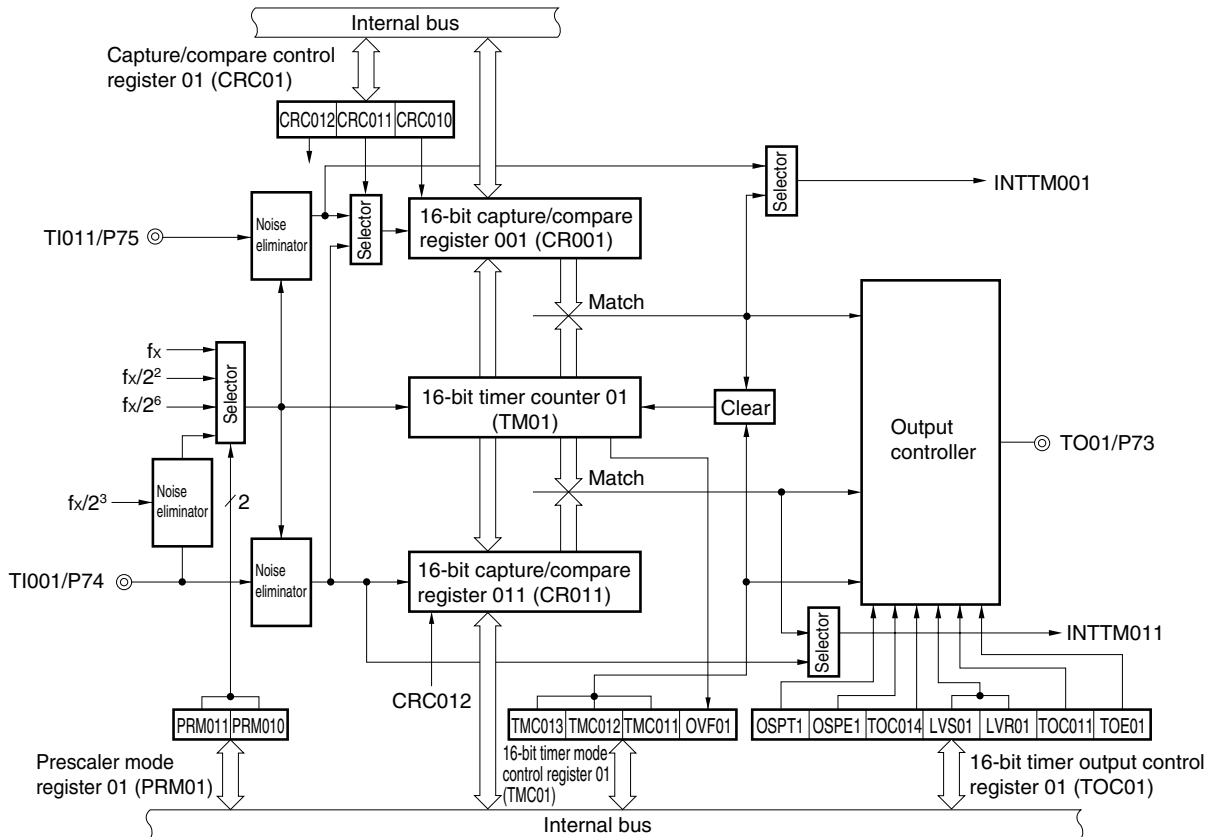 Internal bus
Capture/compare control
register 01 (CRC01)
CRC012 CRC011 CRC010
Selector
INTTM001
TI011/P75
Noise
eliminator
Selector
16-bit capture/compare
register 001 (CR001)
Match
fx
fx/2²
fx/2⁶
Selector
16-bit timer counter 01
(TM01)
Clear
Output
controller
TO01/P73
fx/2³
Noise
eliminator
2
Match
TI001/P74
Noise
eliminator
16-bit capture/compare
register 011 (CR011)
Selector
INTTM011
CRC012
PRM011 PRM010
TMC013 TMC012 TMC011 OVF01
OSPT1 OSPE1 TOC014 LVS01 LVR01 TOC011 TOE01
Prescaler mode
register 01 (PRM01)
16-bit timer mode
control register 01
(TMC01)
16-bit timer output control
register 01 (TOC01)
Internal bus